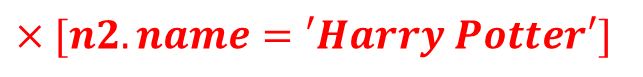 × [n2.name = 'Harry Potter']